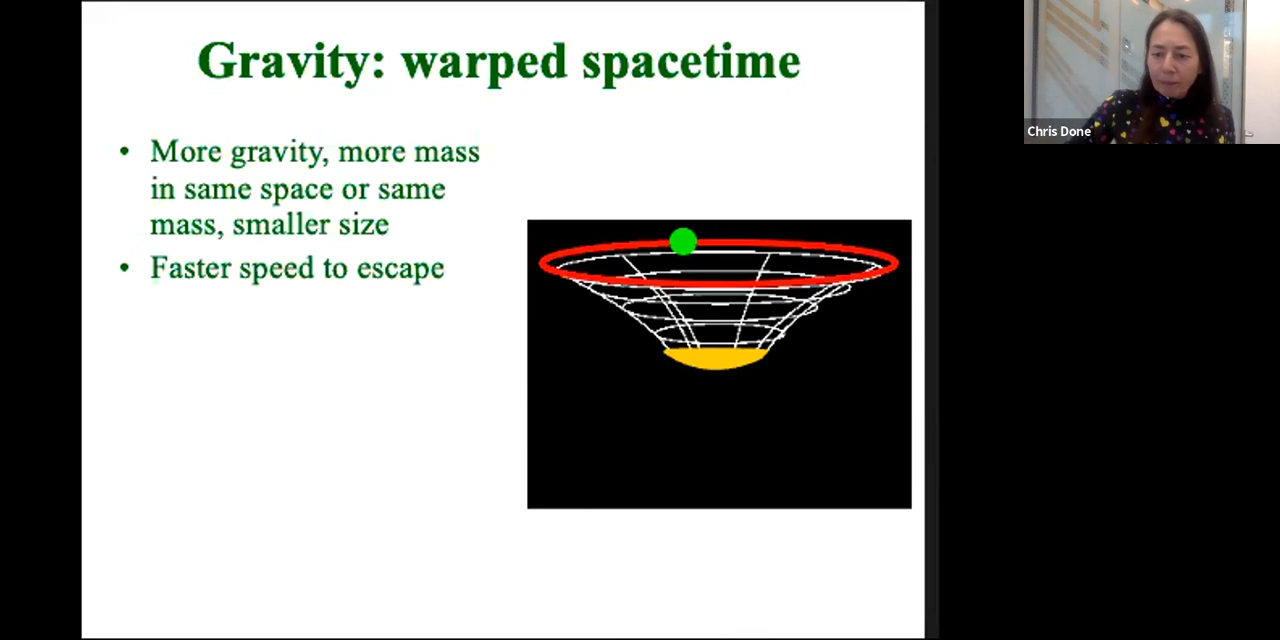 Gravity: warped spacetime
• More gravity, more mass
in same space or same
mass, smaller size
• Faster speed to escape
Chris Done